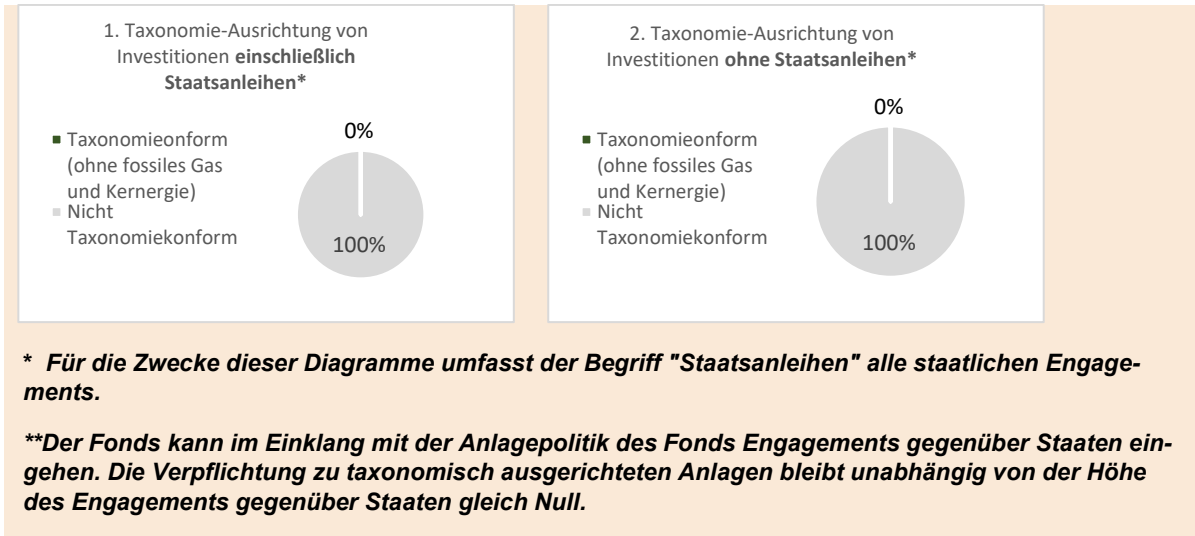 1. Taxonomie-Ausrichtung von
Investitionen einschließlich
Staatsanleihen*
0%
Taxonomieonform
(ohne fossiles Gas
und Kernergie)
Nicht
Taxonomiekonform
100%
2. Taxonomie-Ausrichtung von
Investitionen ohne Staatsanleihen*
0%
Taxonomieonform
(ohne fossiles Gas
und Kernergie)
Nicht
Taxonomiekonform
100%
* Für die Zwecke dieser Diagramme umfasst der Begriff "Staatsanleihen" alle staatlichen Engage-
ments.
**Der Fonds kann im Einklang mit der Anlagepolitik des Fonds Engagements gegenüber Staaten ein-
gehen. Die Verpflichtung zu taxonomisch ausgerichteten Anlagen bleibt unabhängig von der Höhe
des Engagements gegenüber Staaten gleich Null.